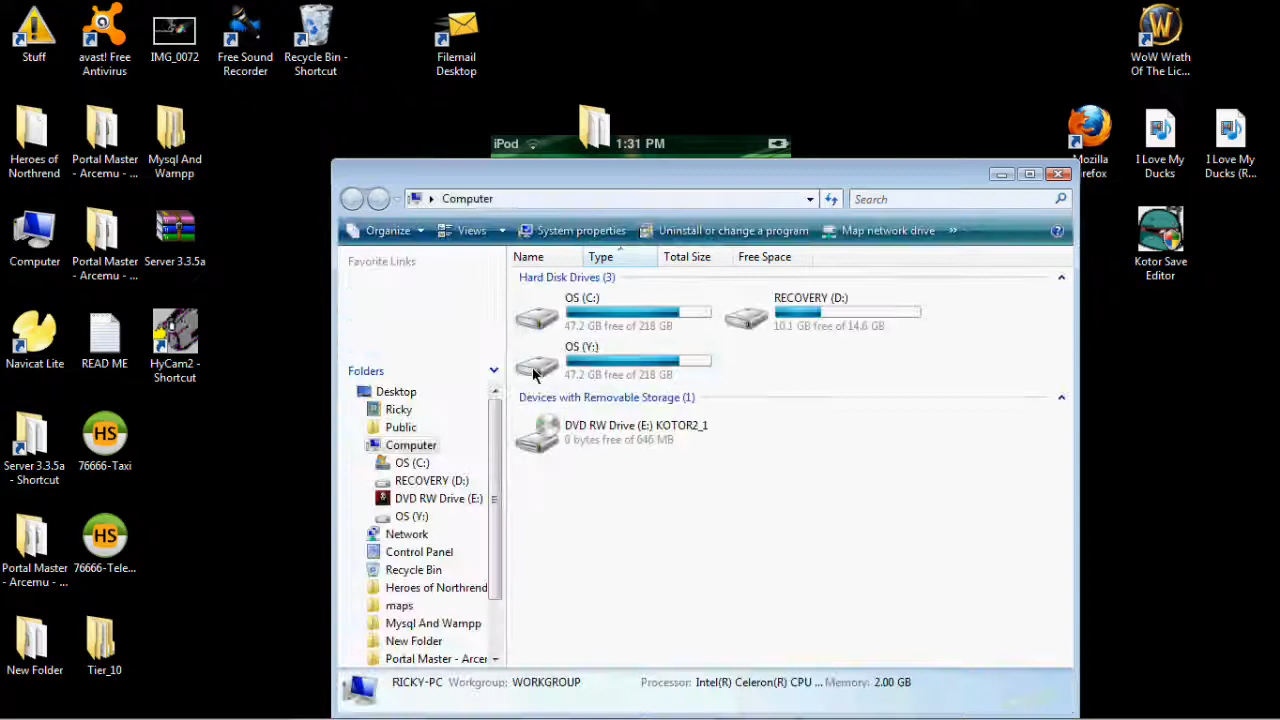 Stuff
avast! Free
Antivirus
IMG_0072
Free Sound
Recorder
Recycle Bin -
Shortcut
Filemail
Desktop
WoW Wrath
Of The Lic...
Heroes of
Northrend
Portal Master
- Arcemu - ...
Mysql And
Wampp
Mozilla
Firefox
I Love My
Ducks
I Love My
Ducks (R...
Computer
Portal Master
- Arcemu - ...
Server 3.3.5a
Kotor Save
Editor
Navicat Lite
READ ME
HyCam2 -
Shortcut
Server 3.3.5a
- Shortcut
HS
76666-Taxi
Portal Master
- Arcemu - ...
HS
76666-Tele...
New Folder
Tier_10
iPod
1:31 PM
Computer
Search
Organize
Views
System properties
Uninstall or change a program
Map network drive
»
Favorite Links
Name
Type
Total Size
Free Space
Hard Disk Drives (3)
OS (C:)
47.2 GB free of 218 GB
RECOVERY (D:)
10.1 GB free of 14.6 GB
OS (Y:)
47.2 GB free of 218 GB
Devices with Removable Storage (1)
DVD RW Drive (E:) KOTOR2_1
0 bytes free of 646 MB
Folders
Desktop
Ricky
Public
Computer
OS (C:)
RECOVERY (D:)
DVD RW Drive (E:)
OS (Y:)
Network
Control Panel
Recycle Bin
Heroes of Northrend
maps
Mysql And Wampp
New Folder
Portal Master - Arcer
RICKY-PC
Workgroup: WORKGROUP
Processor: Intel(R) Celeron(R) CPU ...
Memory: 2.00 GB